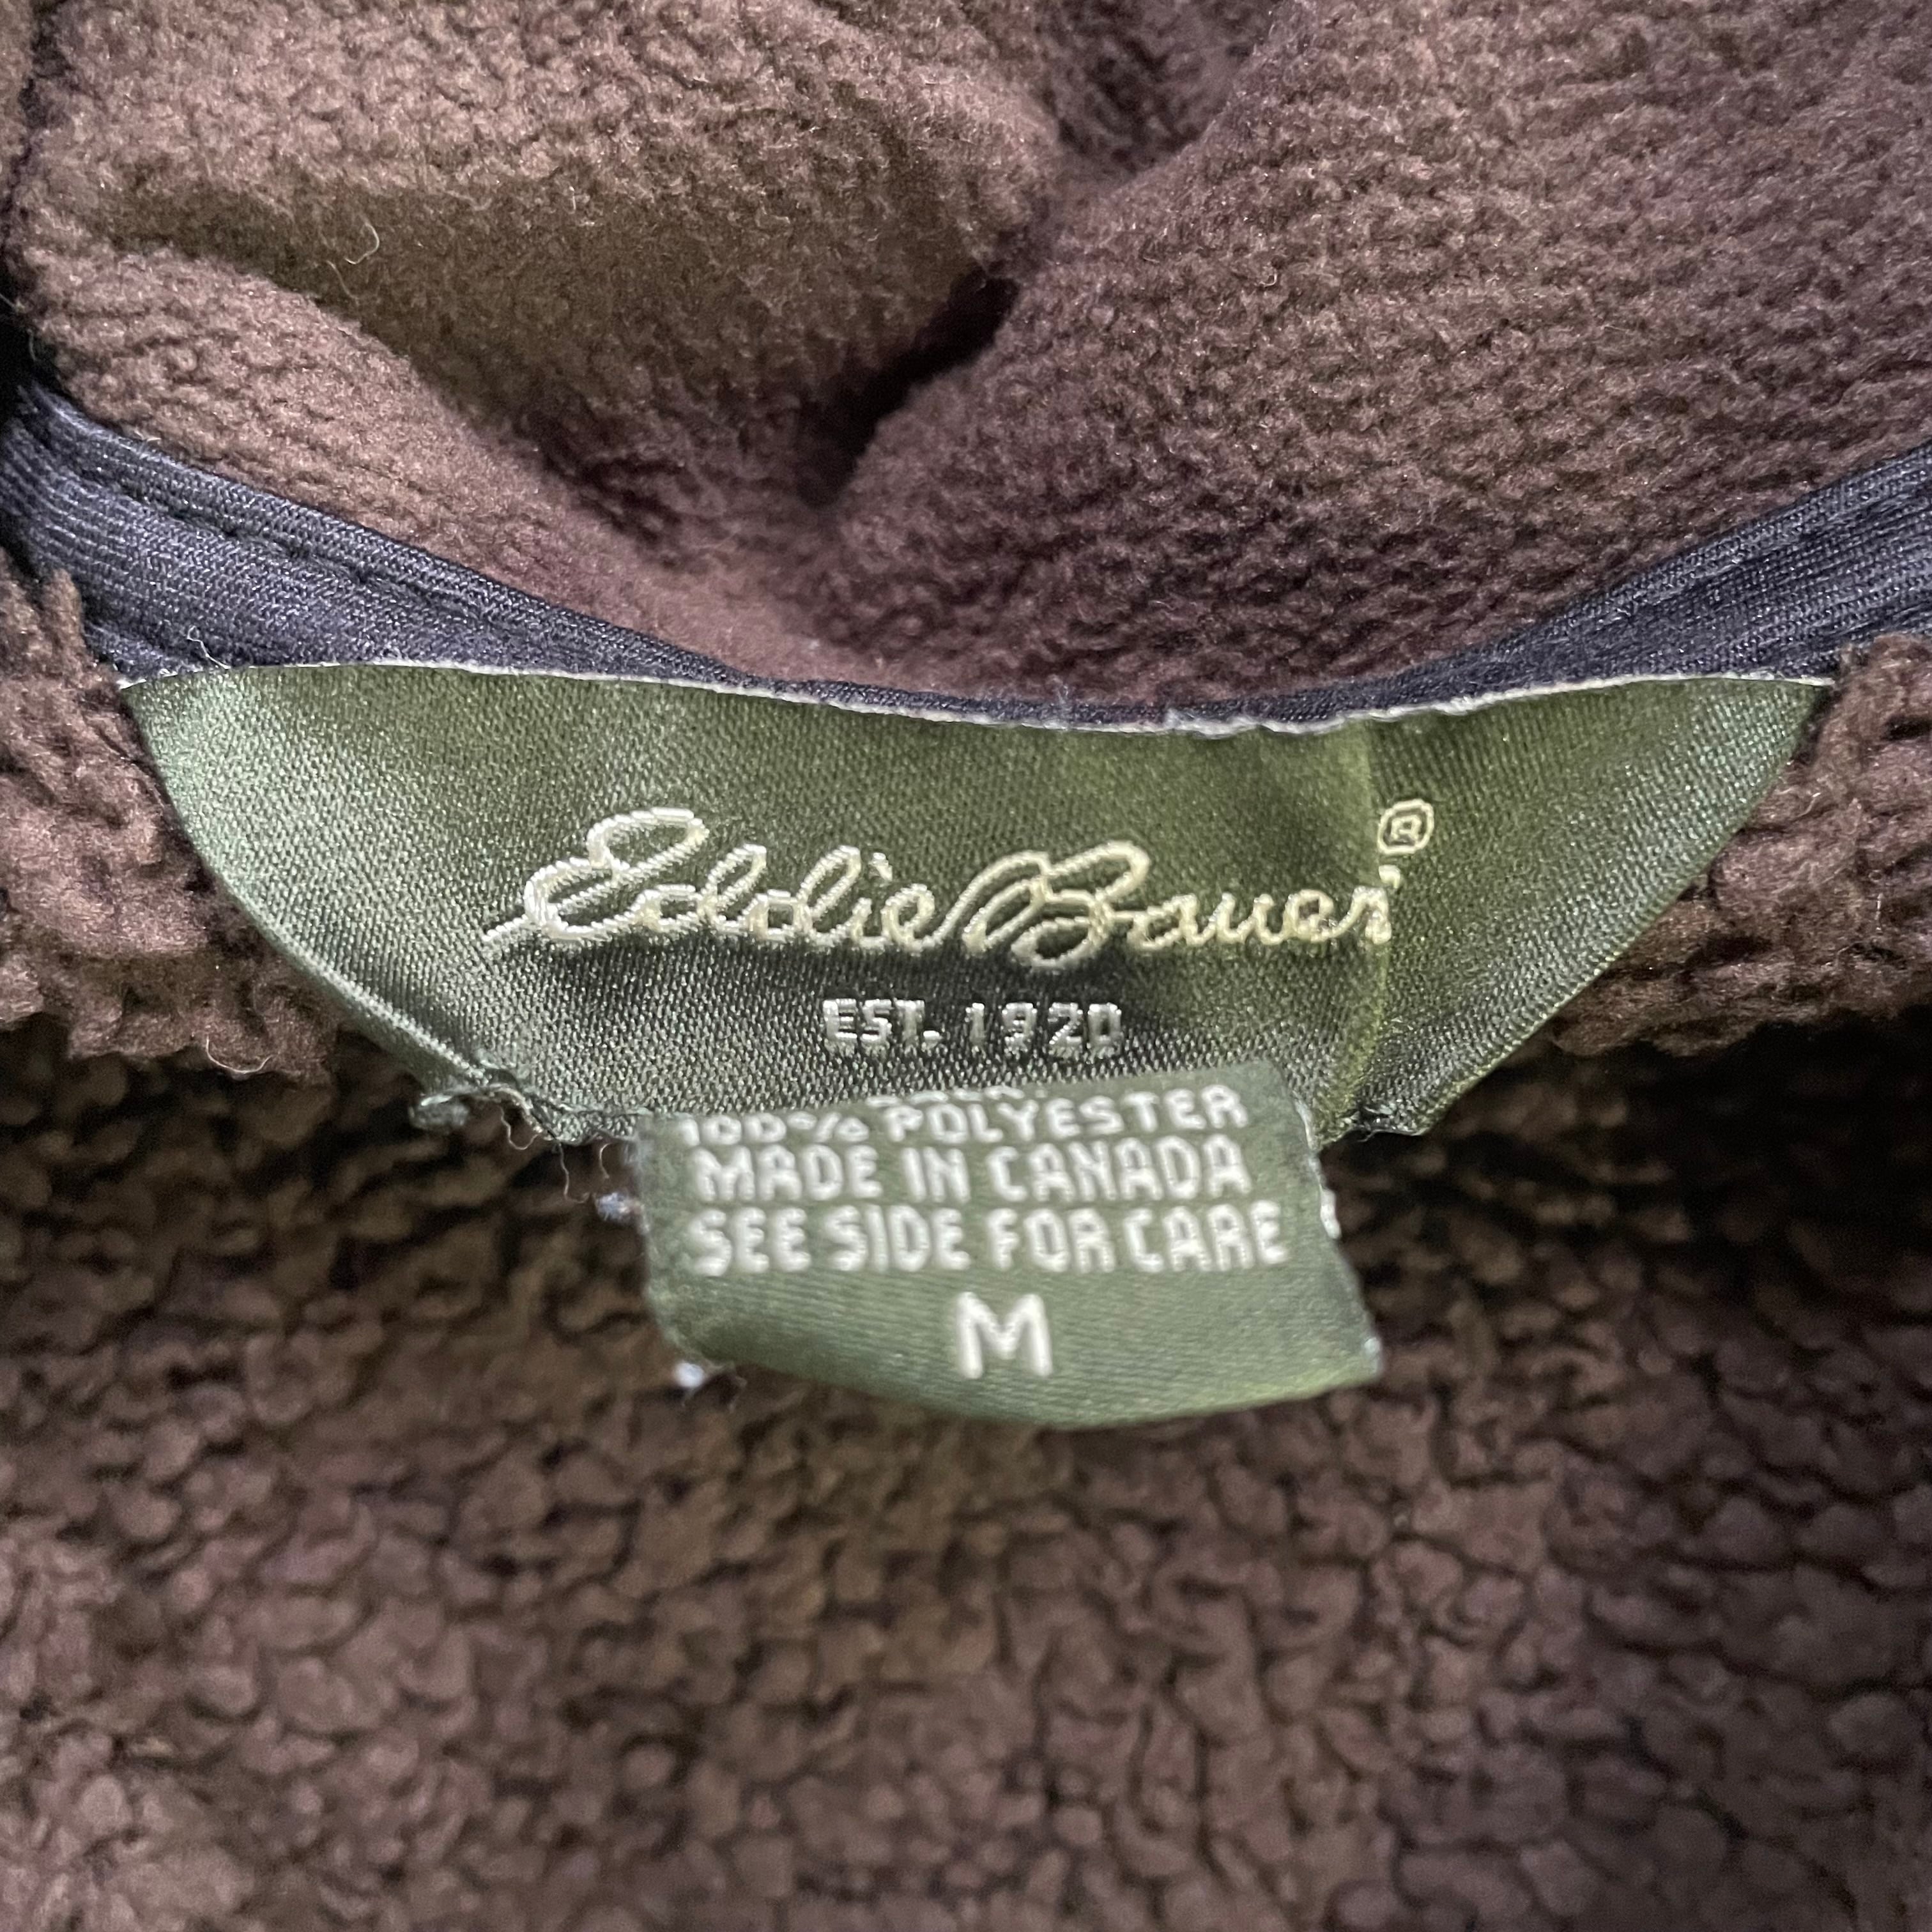 Eddie Bauer®
EST. 1920
100% POLYESTER
MADE IN CANADA
SEE SIDE FOR CARE
M